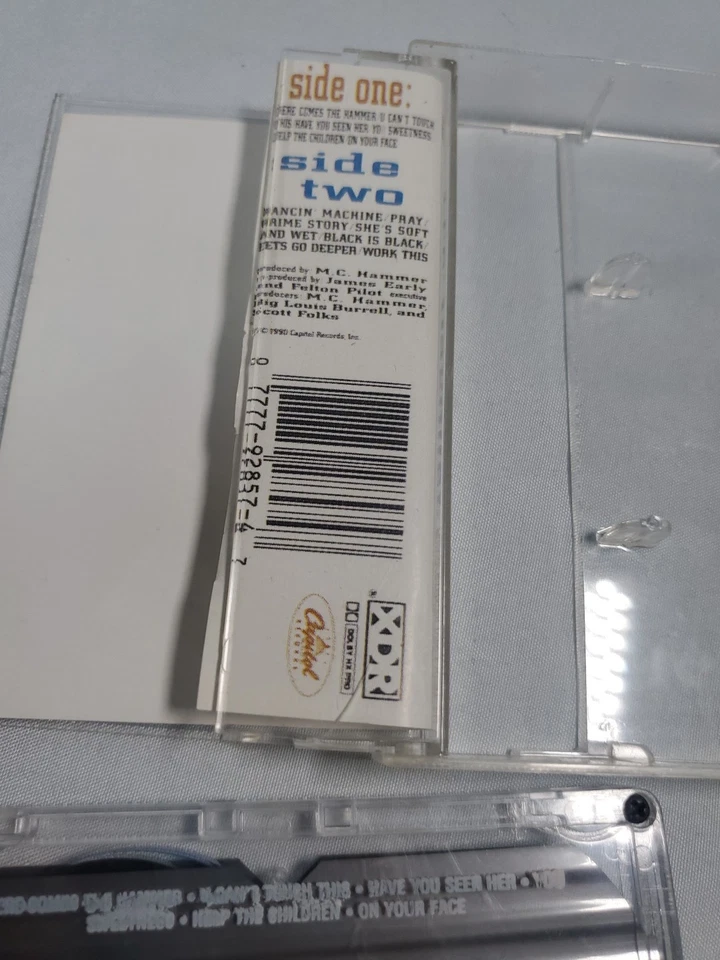 side one:
HERE COMES THE HAMMER U CAN'T TOUCH
THIS HAVE YOU SEEN HER YO! SWEETNESS
HELP THE CHILDREN ON YOUR FACE
side
two
DANCIN' MACHINE/PRAY/
CRIME STORY/SHE'S SOFT
AND WET/BLACK IS BLACK/
LETS GO DEEPER/WORK THIS
produced by M.C. Hammer
co-produced by James Early
and Felton Pilot executive
producers: M.C. Hammer,
Big Louis Burrell, and
Scott Folks
© 1990 Capitol Records, Inc.
0 7777-92857-4 7
Capitol
RECORDS
DOLBY HX PRO
XDR®
THE HAMMER • U CAN'T TOUCH THIS • HAVE YOU SEEN HER • YO!
SWEETNESS • HELP THE CHILDREN • ON YOUR FACE